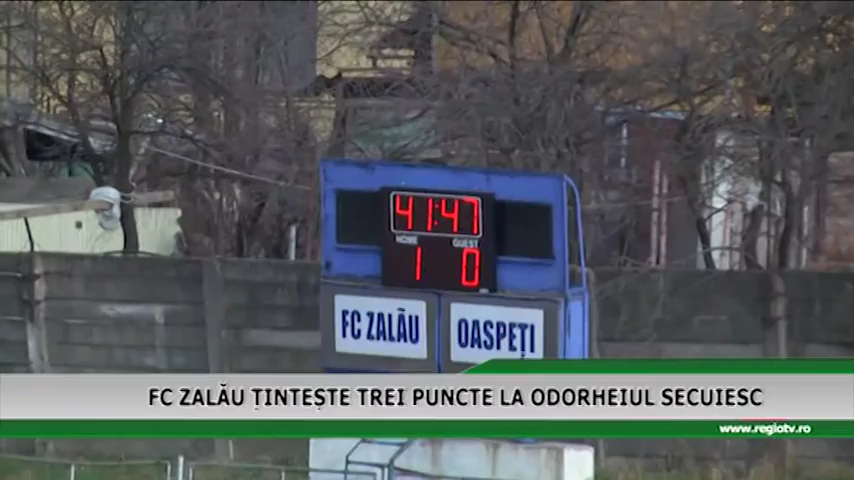 41:47
HOME GUEST
1 0
FC ZALĂU OASPEȚI
FC ZALĂU ȚINTEȘTE TREI PUNCTE LA ODORHEIUL SECUIESC
www.regiotv.ro